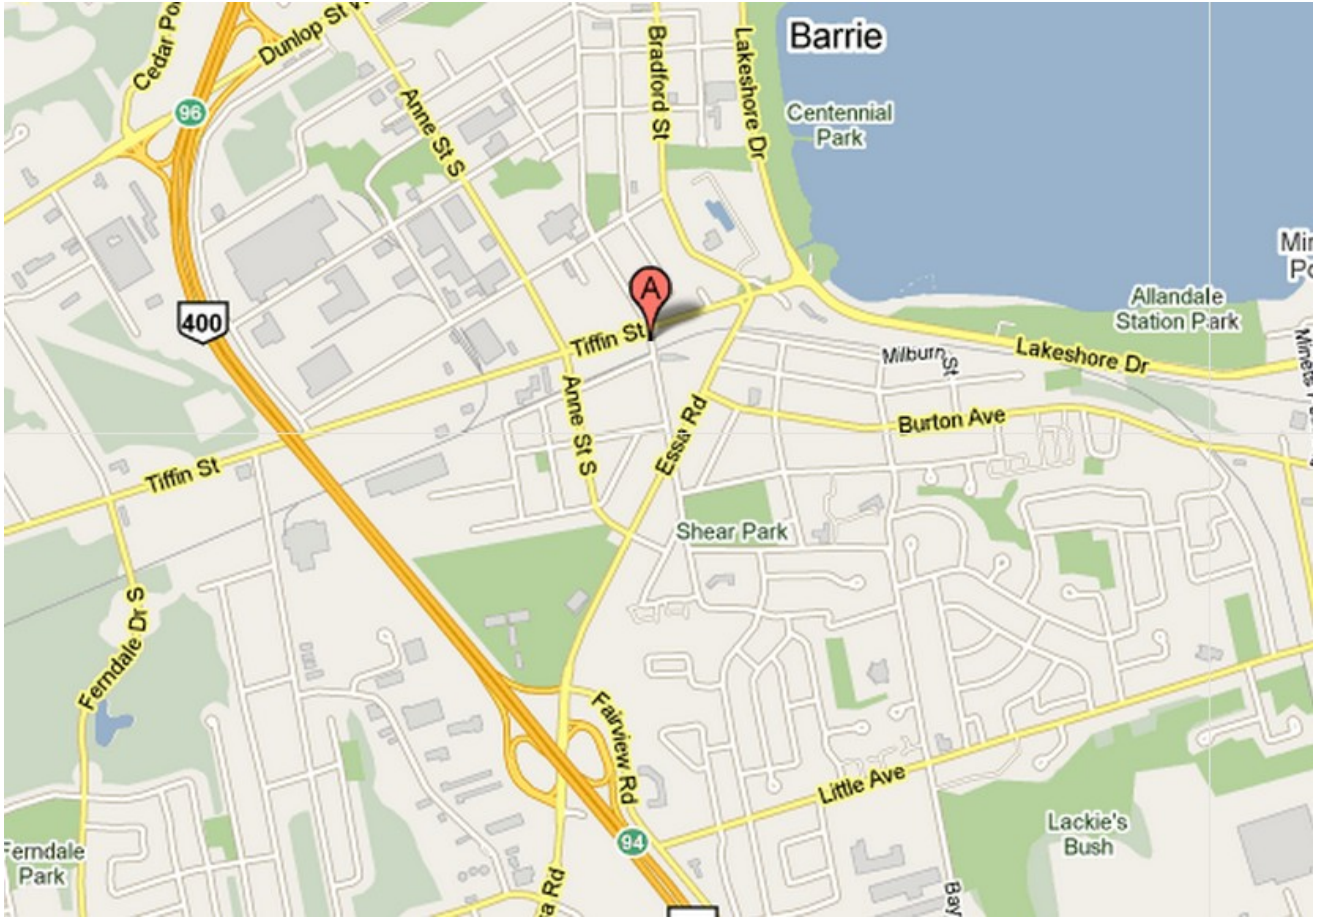 Cedar Po
Dunlop St W
Barrie
Bradford St
Lakeshore Dr
96
Anne St S
Centennial
Park
400
A
Allandale
Station Park
Tiffin St
Milburn St
Lakeshore Dr
Anne St S
Essa Rd
Burton Ave
Tiffin St
Shear Park
Ferndale Dr S
Fairview Rd
Little Ave
94
Lackie's
Bush
Ferndale
Park
a Rd
Bay